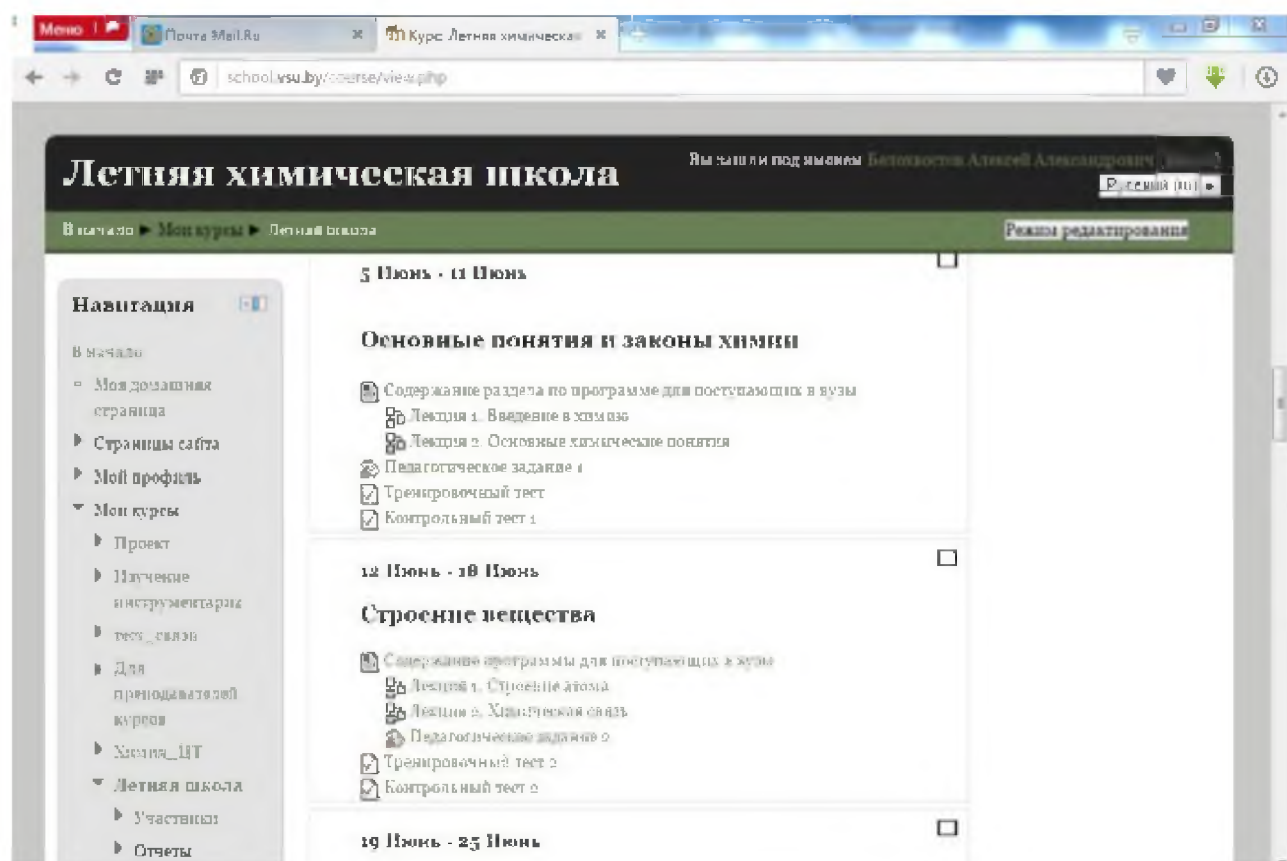 Меню
Почта Mail.Ru
Курс: Летняя химическая
school.vsu.by/course/view.php
Летняя химическая школа
Вы зашли под именем Белохвостов Алексей Александрович
Русский (ru)
В начало ► Мои курсы ► Летняя школа
Режим редактирования
Навигация
В начало
Моя домашняя
страница
Страницы сайта
Мой профиль
Мои курсы
Проект
Изучение
инструментария
тест_связи
Для
преподавателей
курсов
Химия_ЦТ
Летняя школа
Участники
Отчеты
5 Июнь - 11 Июнь
Основные понятия и законы химии
Содержание раздела по программе для поступающих в вузы
Лекция 1. Введение в химию
Лекция 2. Основные химические понятия
Педагогическое задание 1
Тренировочный тест
Контрольный тест 1
12 Июнь - 18 Июнь
Строение вещества
Содержание программы для поступающих в вузы
Лекция 1. Строение атома
Лекция 2. Химическая связь
Педагогическое задание 2
Тренировочный тест 2
Контрольный тест 2
19 Июнь - 25 Июнь